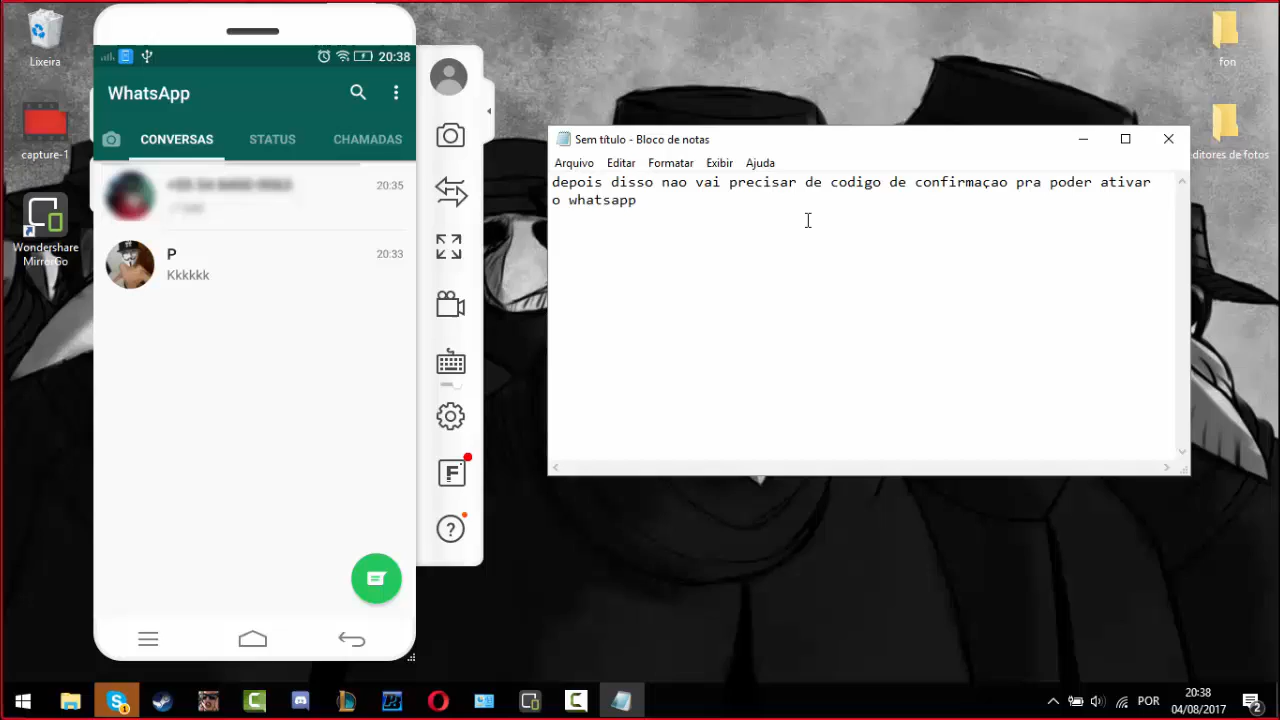 Lixeira
capture-1
Wondershare
MirrorGo
20:38
WhatsApp
CONVERSAS STATUS CHAMADAS
20:35
P
20:33
Kkkkkk
fon
ditores de fotos
Sem título - Bloco de notas
Arquivo Editar Formatar Exibir Ajuda
depois disso nao vai precisar de codigo de confirmaçao pra poder ativar
o whatsapp
POR
20:38
04/08/2017